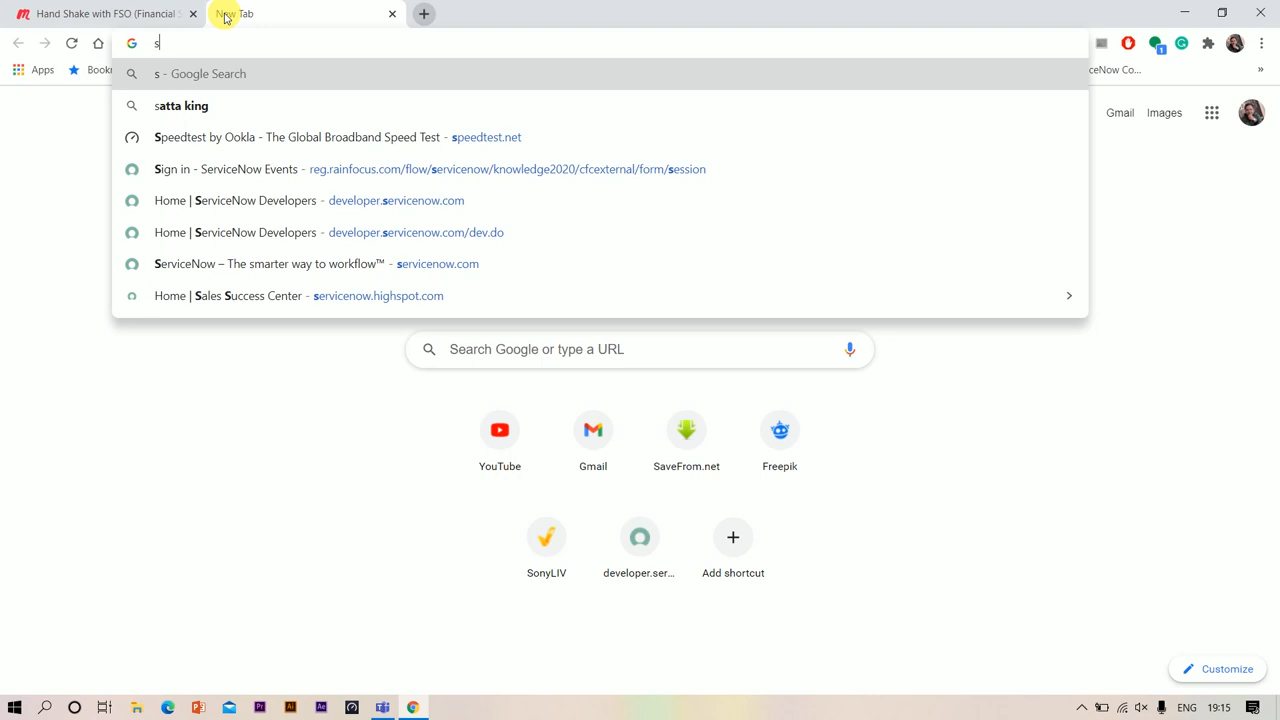 Hand Shake with FSO (Financial S
New Tab
s
Apps
Bookm
ceNow Co...
»
s - Google Search
satta king
Speedtest by Ookla - The Global Broadband Speed Test - speedtest.net
Sign in - ServiceNow Events - reg.rainfocus.com/flow/servicenow/knowledge2020/cfcexternal/form/session
Home | ServiceNow Developers - developer.servicenow.com
Home | ServiceNow Developers - developer.servicenow.com/dev.do
ServiceNow – The smarter way to workflow™ - servicenow.com
Home | Sales Success Center - servicenow.highspot.com
Gmail Images
Search Google or type a URL
YouTube Gmail SaveFrom.net Freepik
SonyLIV developer.ser... Add shortcut
Customize
ENG 19:15